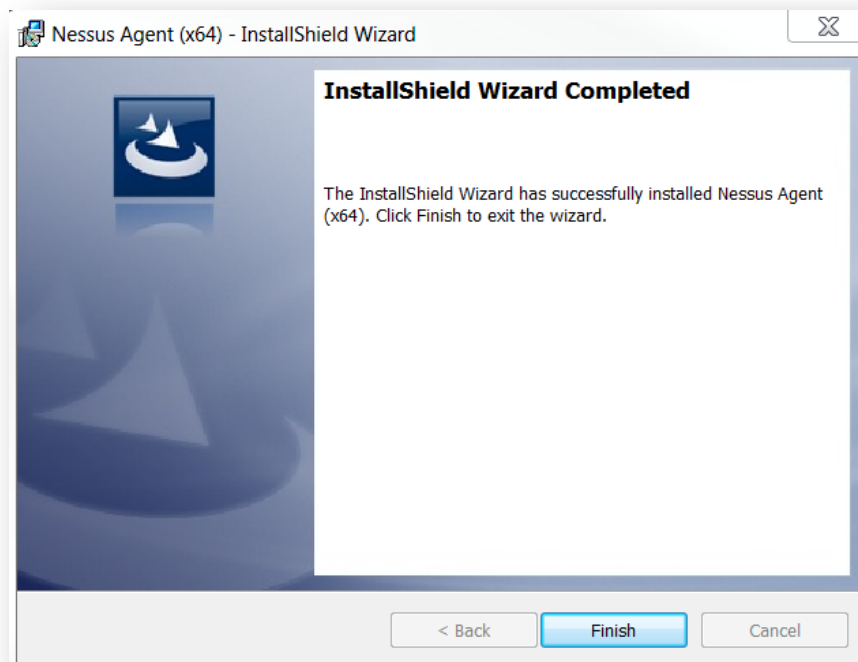 Nessus Agent (x64) - InstallShield Wizard
InstallShield Wizard Completed
The InstallShield Wizard has successfully installed Nessus Agent
(x64). Click Finish to exit the wizard.
< Back
Finish
Cancel